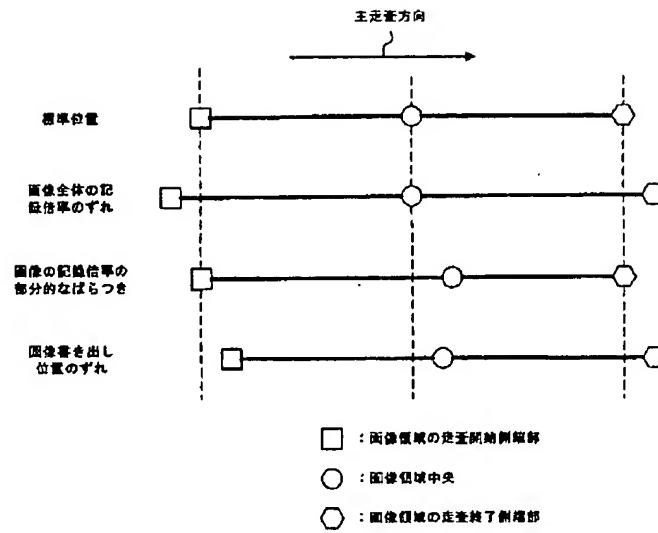 主走査方向
標準位置
画像全体の記
録倍率のずれ
画像の記録倍率の
部分的なばらつき
画像書き出し
位置のずれ
：画像領域の走査開始側端部
：画像領域中央
：画像領域の走査終了側端部